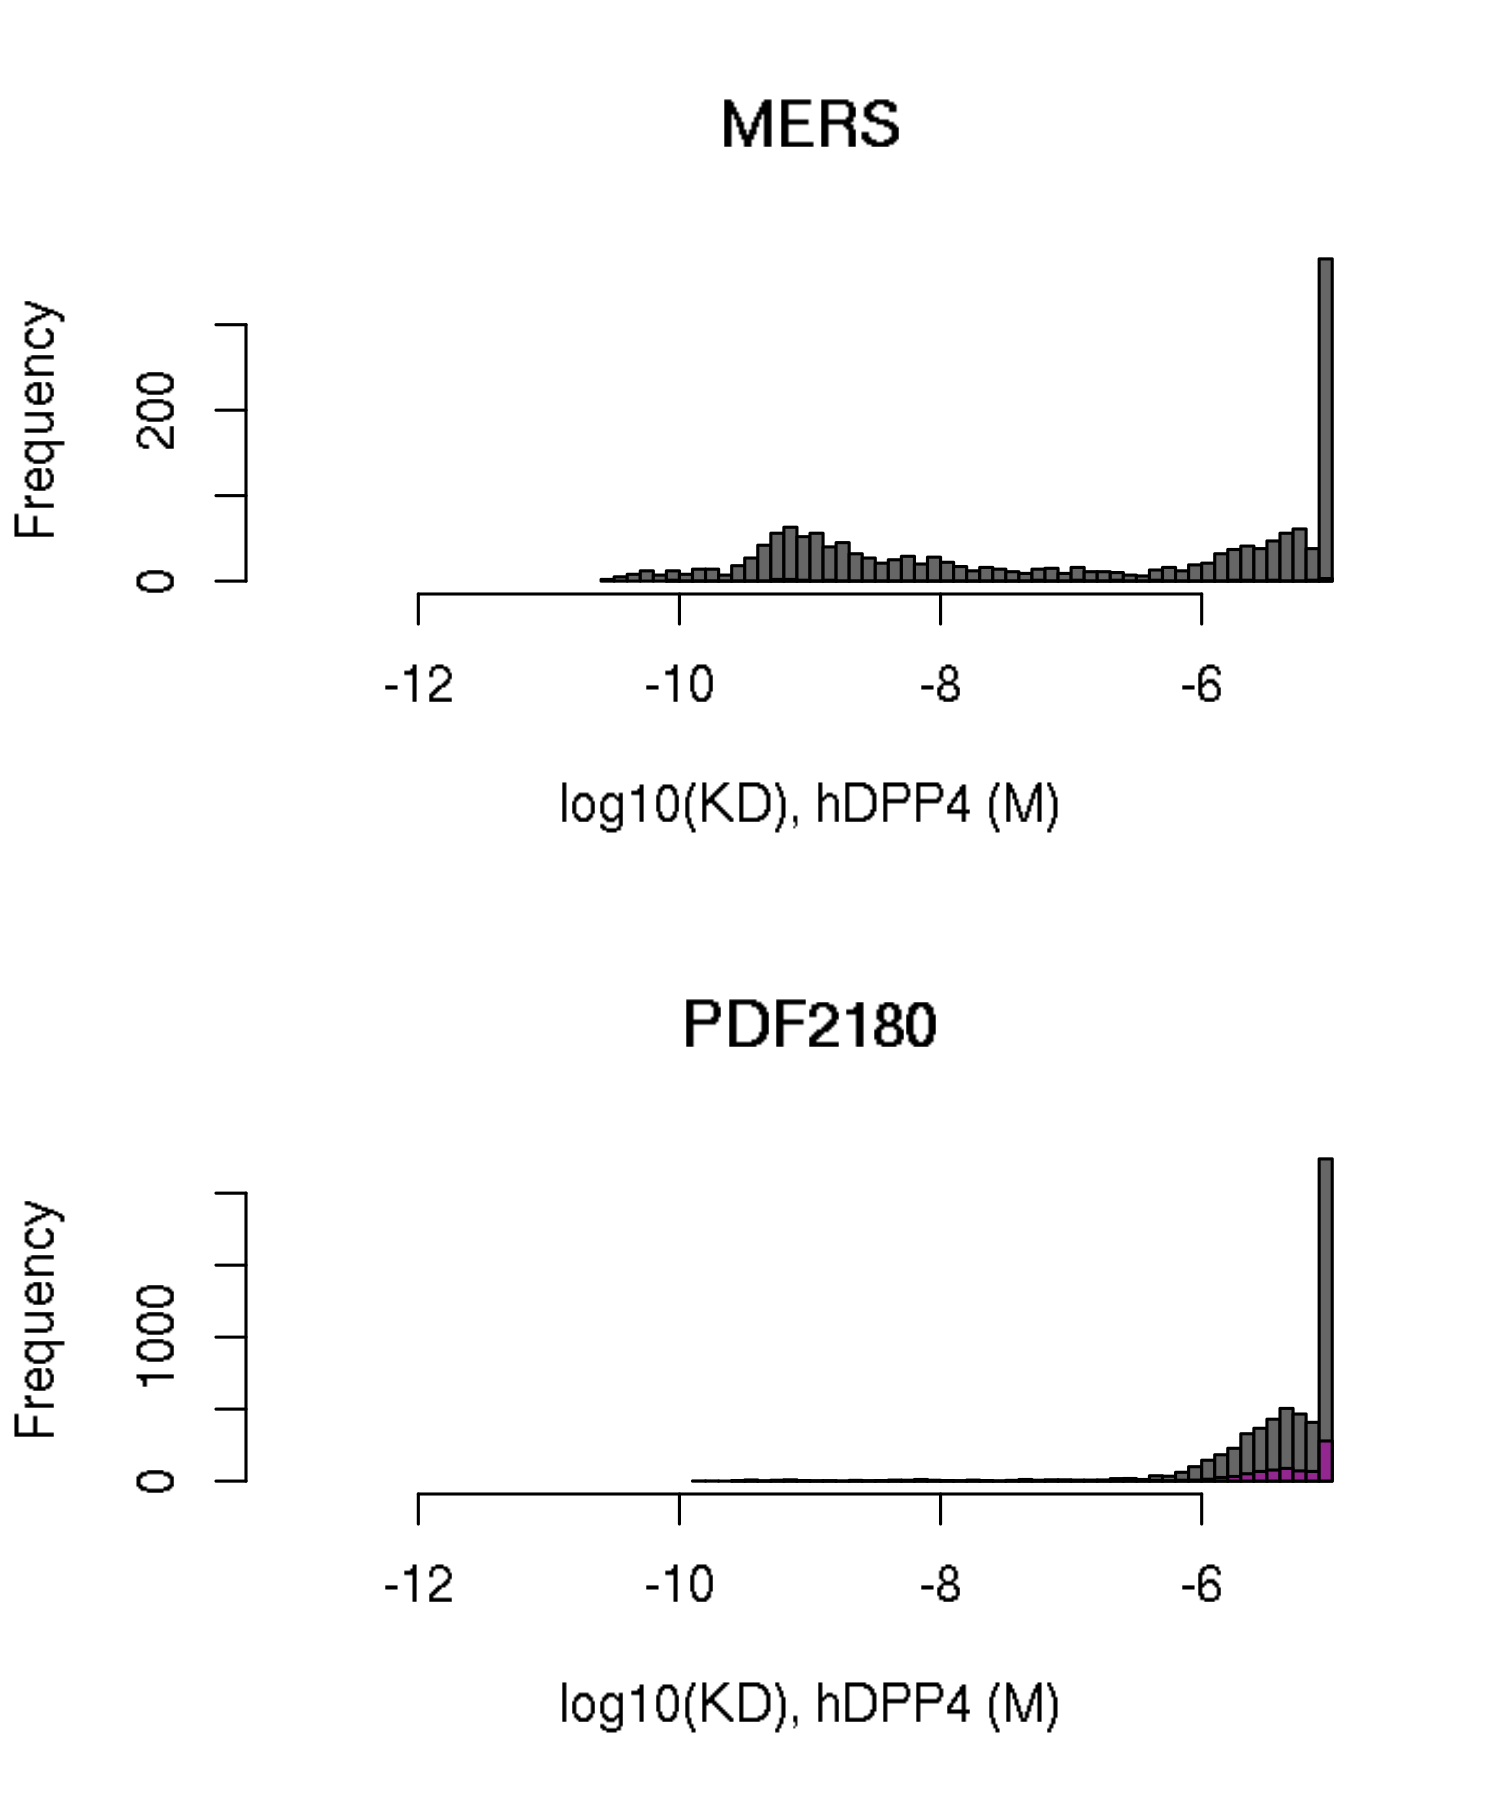 MERS
Frequency
200
0
-12 -10 -8 -6
log10(KD), hDPP4 (M)
PDF2180
Frequency
1000
0
-12 -10 -8 -6
log10(KD), hDPP4 (M)